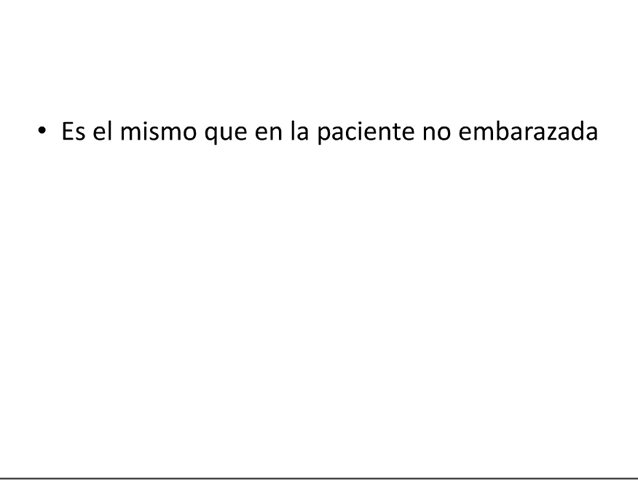 • Es el mismo que en la paciente no embarazada